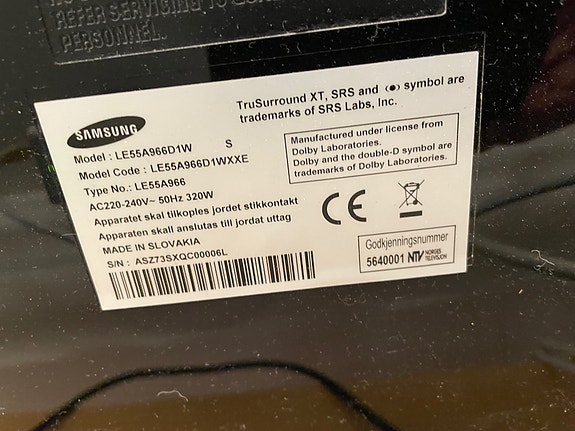 REFER SERVICING TO
PERSONNEL.
SAMSUNG
Model : LE55A966D1W S
Model Code : LE55A966D1WXXE
Type No.: LE55A966
AC220-240V~ 50Hz 320W
Apparatet skal tilkoples jordet stikkontakt
Apparaten skall anslutas till jordat uttag
MADE IN SLOVAKIA
S/N : ASZ73SXQC00006L
TruSurround XT, SRS and (●) symbol are
trademarks of SRS Labs, Inc.
Manufactured under license from
Dolby Laboratories.
Dolby and the double-D symbol are
trademarks of Dolby Laboratories.
CE
Godkjenningsnummer
5640001 NTV NORGES
TELEVISJON